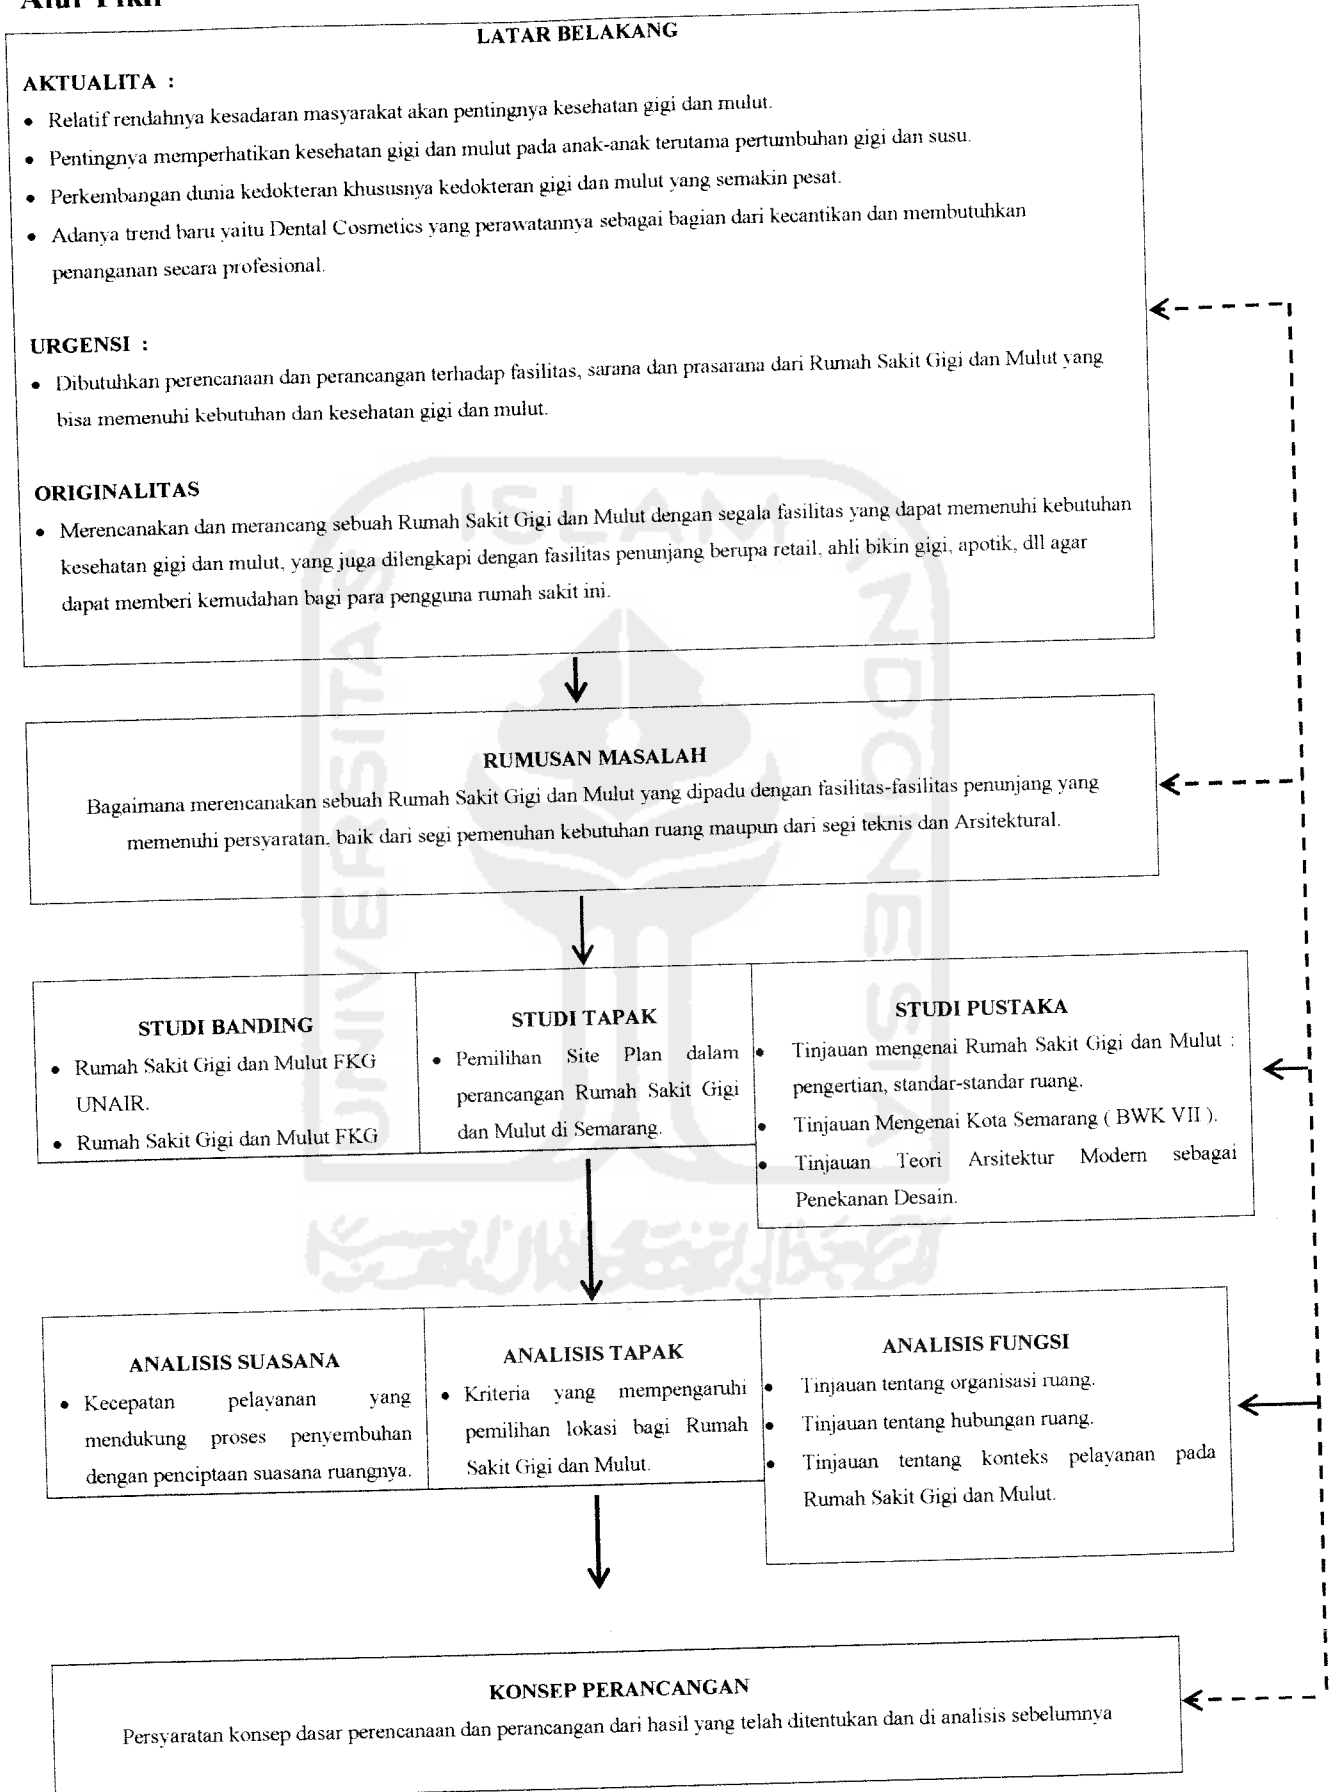 Alur Pikir
LATAR BELAKANG
AKTUALITA :
• Relatif rendahnya kesadaran masyarakat akan pentingnya kesehatan gigi dan mulut.
• Pentingnya memperhatikan kesehatan gigi dan mulut pada anak-anak terutama pertumbuhan gigi dan susu.
• Perkembangan dunia kedokteran khususnya kedokteran gigi dan mulut yang semakin pesat.
• Adanya trend baru yaitu Dental Cosmetics yang perawatannya sebagai bagian dari kecantikan dan membutuhkan
penanganan secara profesional.
URGENSI :
• Dibutuhkan perencanaan dan perancangan terhadap fasilitas, sarana dan prasarana dari Rumah Sakit Gigi dan Mulut yang
bisa memenuhi kebutuhan dan kesehatan gigi dan mulut.
ORIGINALITAS
• Merencanakan dan merancang sebuah Rumah Sakit Gigi dan Mulut dengan segala fasilitas yang dapat memenuhi kebutuhan
kesehatan gigi dan mulut, yang juga dilengkapi dengan fasilitas penunjang berupa retail, ahli bikin gigi, apotik, dll agar
dapat memberi kemudahan bagi para pengguna rumah sakit ini.
RUMUSAN MASALAH
Bagaimana merencanakan sebuah Rumah Sakit Gigi dan Mulut yang dipadu dengan fasilitas-fasilitas penunjang yang
memenuhi persyaratan, baik dari segi pemenuhan kebutuhan ruang maupun dari segi teknis dan Arsitektural.
STUDI BANDING
• Rumah Sakit Gigi dan Mulut FKG
UNAIR.
• Rumah Sakit Gigi dan Mulut FKG
STUDI TAPAK
• Pemilihan Site Plan dalam
perancangan Rumah Sakit Gigi
dan Mulut di Semarang.
STUDI PUSTAKA
• Tinjauan mengenai Rumah Sakit Gigi dan Mulut :
pengertian, standar-standar ruang.
• Tinjauan Mengenai Kota Semarang ( BWK VII ).
• Tinjauan Teori Arsitektur Modern sebagai
Penekanan Desain.
ANALISIS SUASANA
• Kecepatan pelayanan yang
mendukung proses penyembuhan
dengan penciptaan suasana ruangnya.
ANALISIS TAPAK
• Kriteria yang mempengaruhi
pemilihan lokasi bagi Rumah
Sakit Gigi dan Mulut.
ANALISIS FUNGSI
• Tinjauan tentang organisasi ruang.
• Tinjauan tentang hubungan ruang.
• Tinjauan tentang konteks pelayanan pada
Rumah Sakit Gigi dan Mulut.
KONSEP PERANCANGAN
Persyaratan konsep dasar perencanaan dan perancangan dari hasil yang telah ditentukan dan di analisis sebelumnya
UNIVERSITAS
ISLAM
INDONESIA